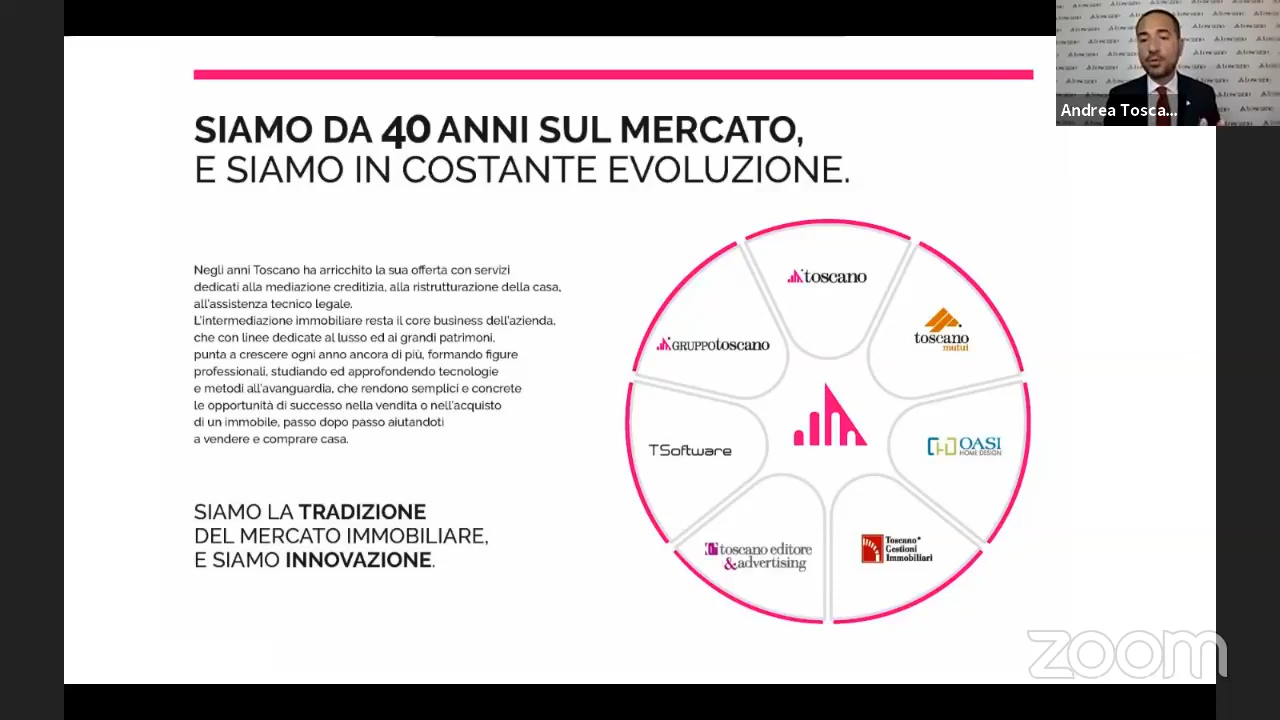 Andrea Tosca...
SIAMO DA 40 ANNI SUL MERCATO,
E SIAMO IN COSTANTE EVOLUZIONE.
Negli anni Toscano ha arricchito la sua offerta con servizi
dedicati alla mediazione creditizia, alla ristrutturazione della casa,
all'assistenza tecnico legale.
L'intermediazione immobiliare resta il core business dell'azienda,
che con linee dedicate al lusso ed ai grandi patrimoni,
punta a crescere ogni anno ancora di più, formando figure
professionali, studiando ed approfondendo tecnologie
e metodi all'avanguardia, che rendono semplici e concrete
le opportunità di successo nella vendita o nell'acquisto
di un immobile, passo dopo passo aiutandoti
a vendere e comprare casa.
SIAMO LA TRADIZIONE
DEL MERCATO IMMOBILIARE,
E SIAMO INNOVAZIONE.
toscano
toscano
mutui
OASI
HOME DESIGN
Toscano
Gestioni
Immobiliari
toscano editore
&advertising
TSoftware
GRUPPOtoscano
zoom